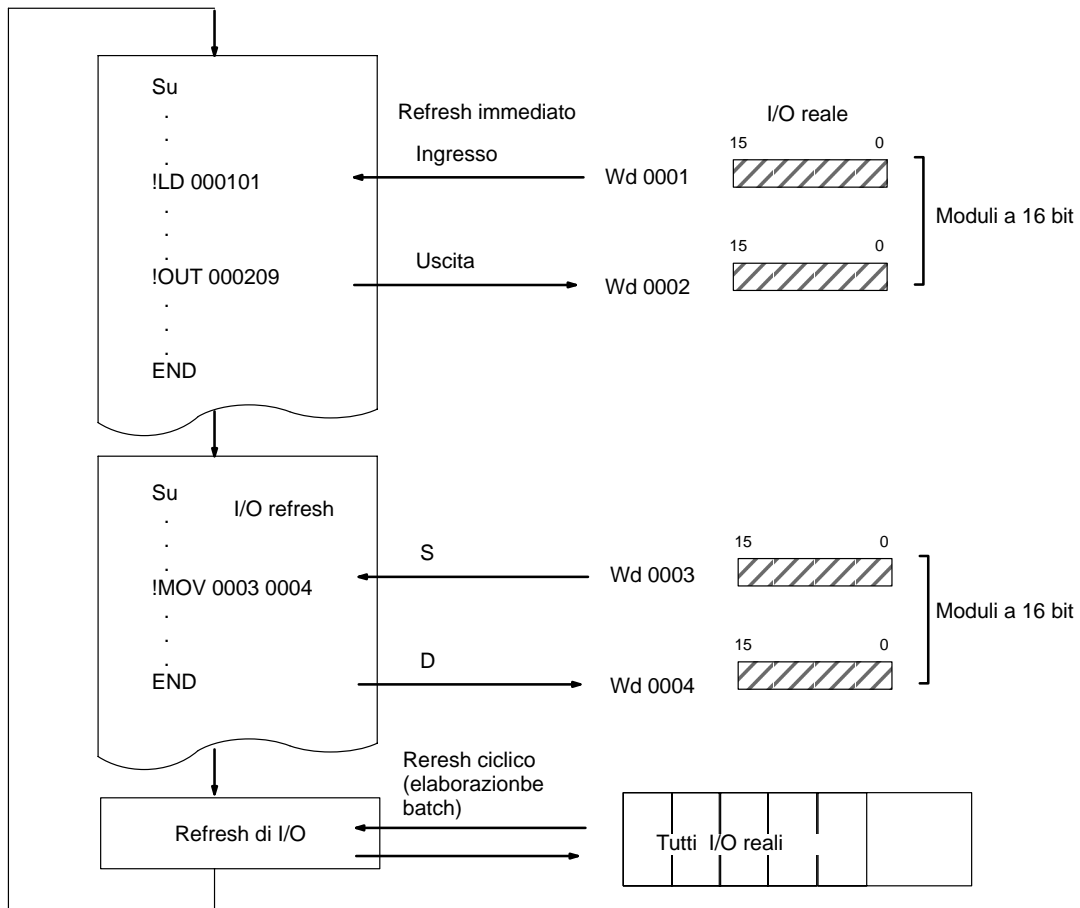 Su
.
.
.
Refresh immediato
I/O reale
Ingresso
15 0
!LD 000101
Wd 0001
Moduli a 16 bit
.
.
.
15 0
!OUT 000209
Uscita
Wd 0002
.
.
.
END
Su
I/O refresh
.
.
.
S
15 0
!MOV 0003 0004
Wd 0003
Moduli a 16 bit
.
.
.
D
15 0
END
Wd 0004
Reresh ciclico
(elaborazionbe
batch)
Refresh di I/O
Tutti I/O reali